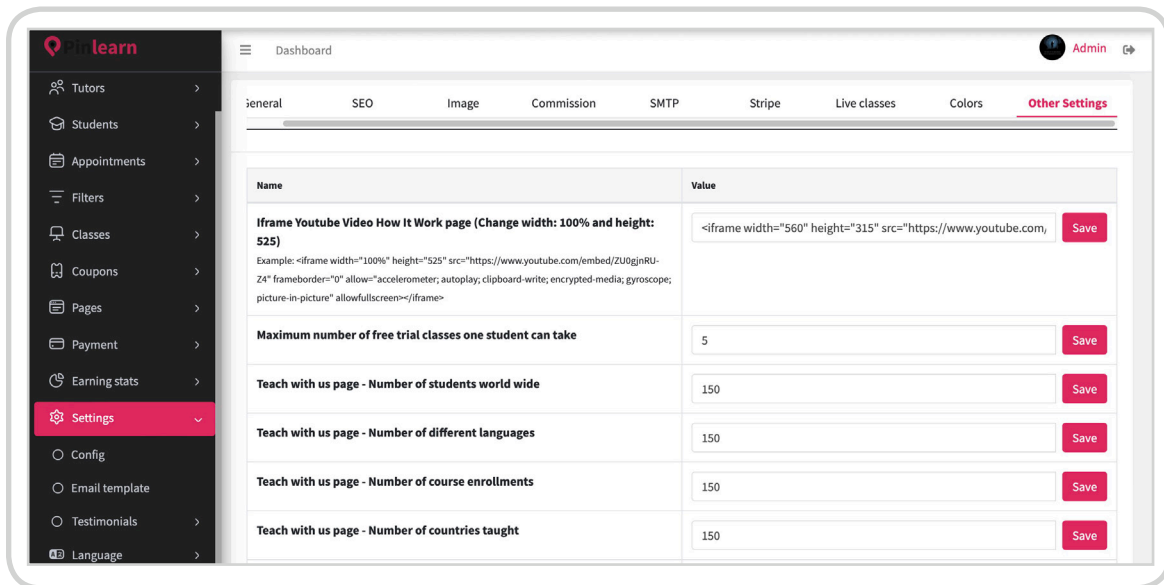 Pinlearn
Dashboard
Admin
Tutors
Students
Appointments
Filters
Classes
Coupons
Pages
Payment
Earning stats
Settings
Config
Email template
Testimonials
Language
General SEO Image Commission SMTP Stripe Live classes Colors Other Settings
Name Value
Iframe Youtube Video How It Work page (Change width: 100% and height:
525)
Example: <iframe width="100%" height="525" src="https://www.youtube.com/embed/ZU0gjnRU-
Z4" frameborder="0" allow="accelerometer; autoplay; clipboard-write; encrypted-media; gyroscope;
picture-in-picture" allowfullscreen></iframe>
<iframe width="560" height="315" src="https://www.youtube.com/ Save
Maximum number of free trial classes one student can take 5 Save
Teach with us page - Number of students world wide 150 Save
Teach with us page - Number of different languages 150 Save
Teach with us page - Number of course enrollments 150 Save
Teach with us page - Number of countries taught 150 Save